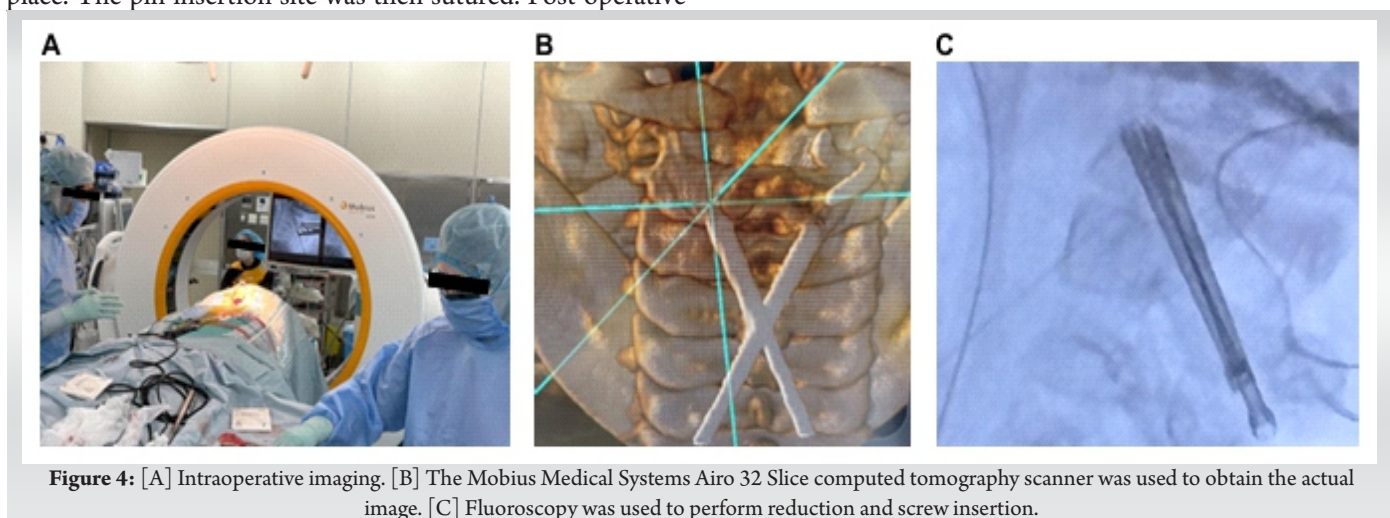 place. The pin insertion site was then sutured. Post-operative
A
B
C
Mobius
Figure 4: [A] Intraoperative imaging. [B] The Mobius Medical Systems Airo 32 Slice computed tomography scanner was used to obtain the actual
image. [C] Fluoroscopy was used to perform reduction and screw insertion.